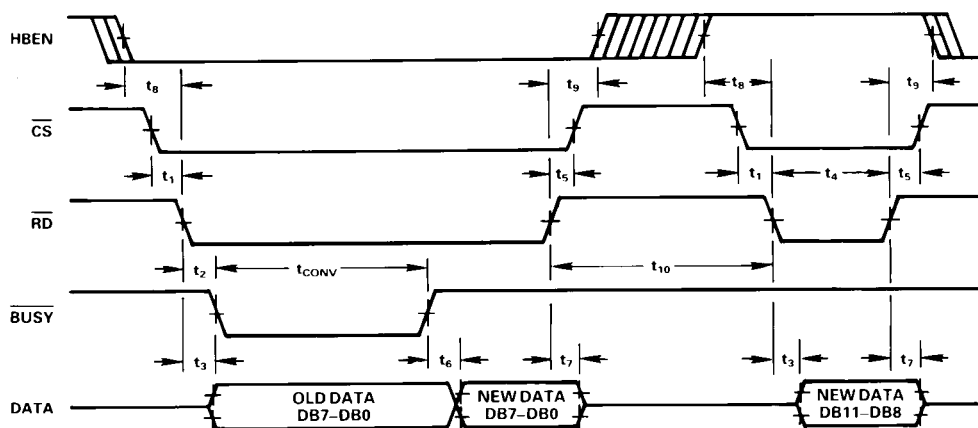 HBEN
t8
t9
t8
t9
CS
t1
t5
t1
t4
t5
RD
t2
tCONV
t10
BUSY
t3
t6
t7
t3
t7
DATA
OLD DATA
DB7–DB0
NEW DATA
DB7–DB0
NEW DATA
DB11–DB8